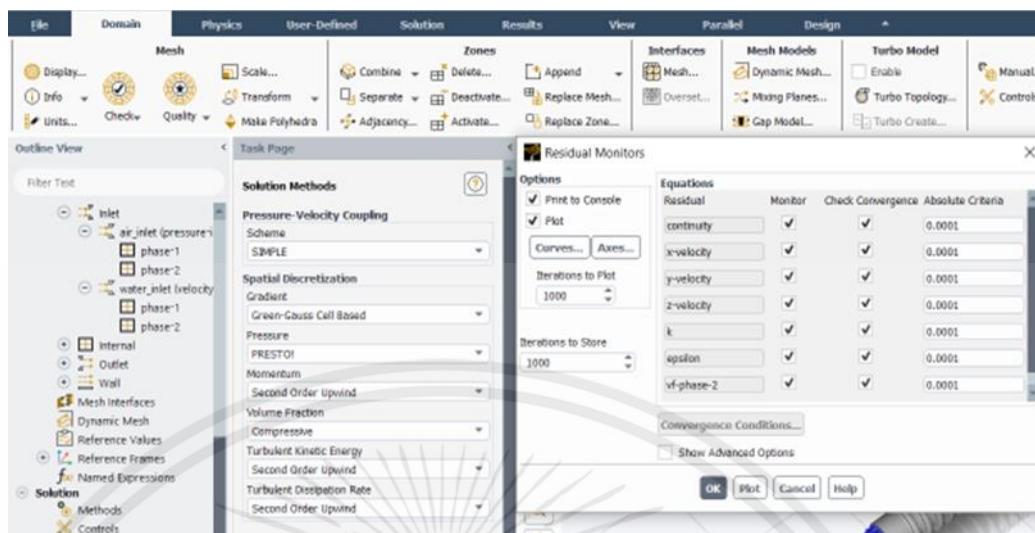 File Domain Physics User-Defined Solution Results View Parallel Design
Mesh
Display...
Info
Units...
Check
Quality
Scale...
Transform
Make Polyhedra
Zones
Combine
Separate
Adjacency...
Delete...
Deactivate...
Activate...
Append
Replace Mesh...
Replace Zone...
Interfaces
Mesh...
Overset...
Mesh Models
Dynamic Mesh...
Mixing Planes...
Gap Model...
Turbo Model
Enable
Turbo Topology...
Turbo Create...
Manual
Control
Outline View
Filter Text
Inlet
air_inlet (pressure-i
phase-1
phase-2
water_inlet (velocity
phase-1
phase-2
Internal
Outlet
Wall
Mesh Interfaces
Dynamic Mesh
Reference Values
Reference Frames
Named Expressions
Solution
Methods
Controls
Task Page
Solution Methods
?
Pressure-Velocity Coupling
Scheme
SIMPLE
Spatial Discretization
Gradient
Green-Gauss Cell Based
Pressure
PRESTO!
Momentum
Second Order Upwind
Volume Fraction
Compressive
Turbulent Kinetic Energy
Second Order Upwind
Turbulent Dissipation Rate
Second Order Upwind
Residual Monitors
Options
Print to Console
Plot
Curves... Axes...
Iterations to Plot
1000
Iterations to Store
1000
Equations
Residual Monitor Check Convergence Absolute Criteria
continuity 0.0001
x-velocity 0.0001
y-velocity 0.0001
z-velocity 0.0001
k 0.0001
epsilon 0.0001
vf-phase-2 0.0001
Convergence Conditions...
Show Advanced Options
OK Plot Cancel Help